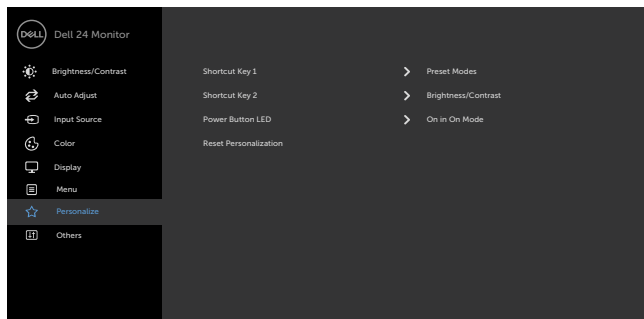 DELL
Dell 24 Monitor
Brightness/Contrast
Auto Adjust
Input Source
Color
Display
Menu
Personalize
Others
Shortcut Key 1
Preset Modes
Shortcut Key 2
Brightness/Contrast
Power Button LED
On in On Mode
Reset Personalization